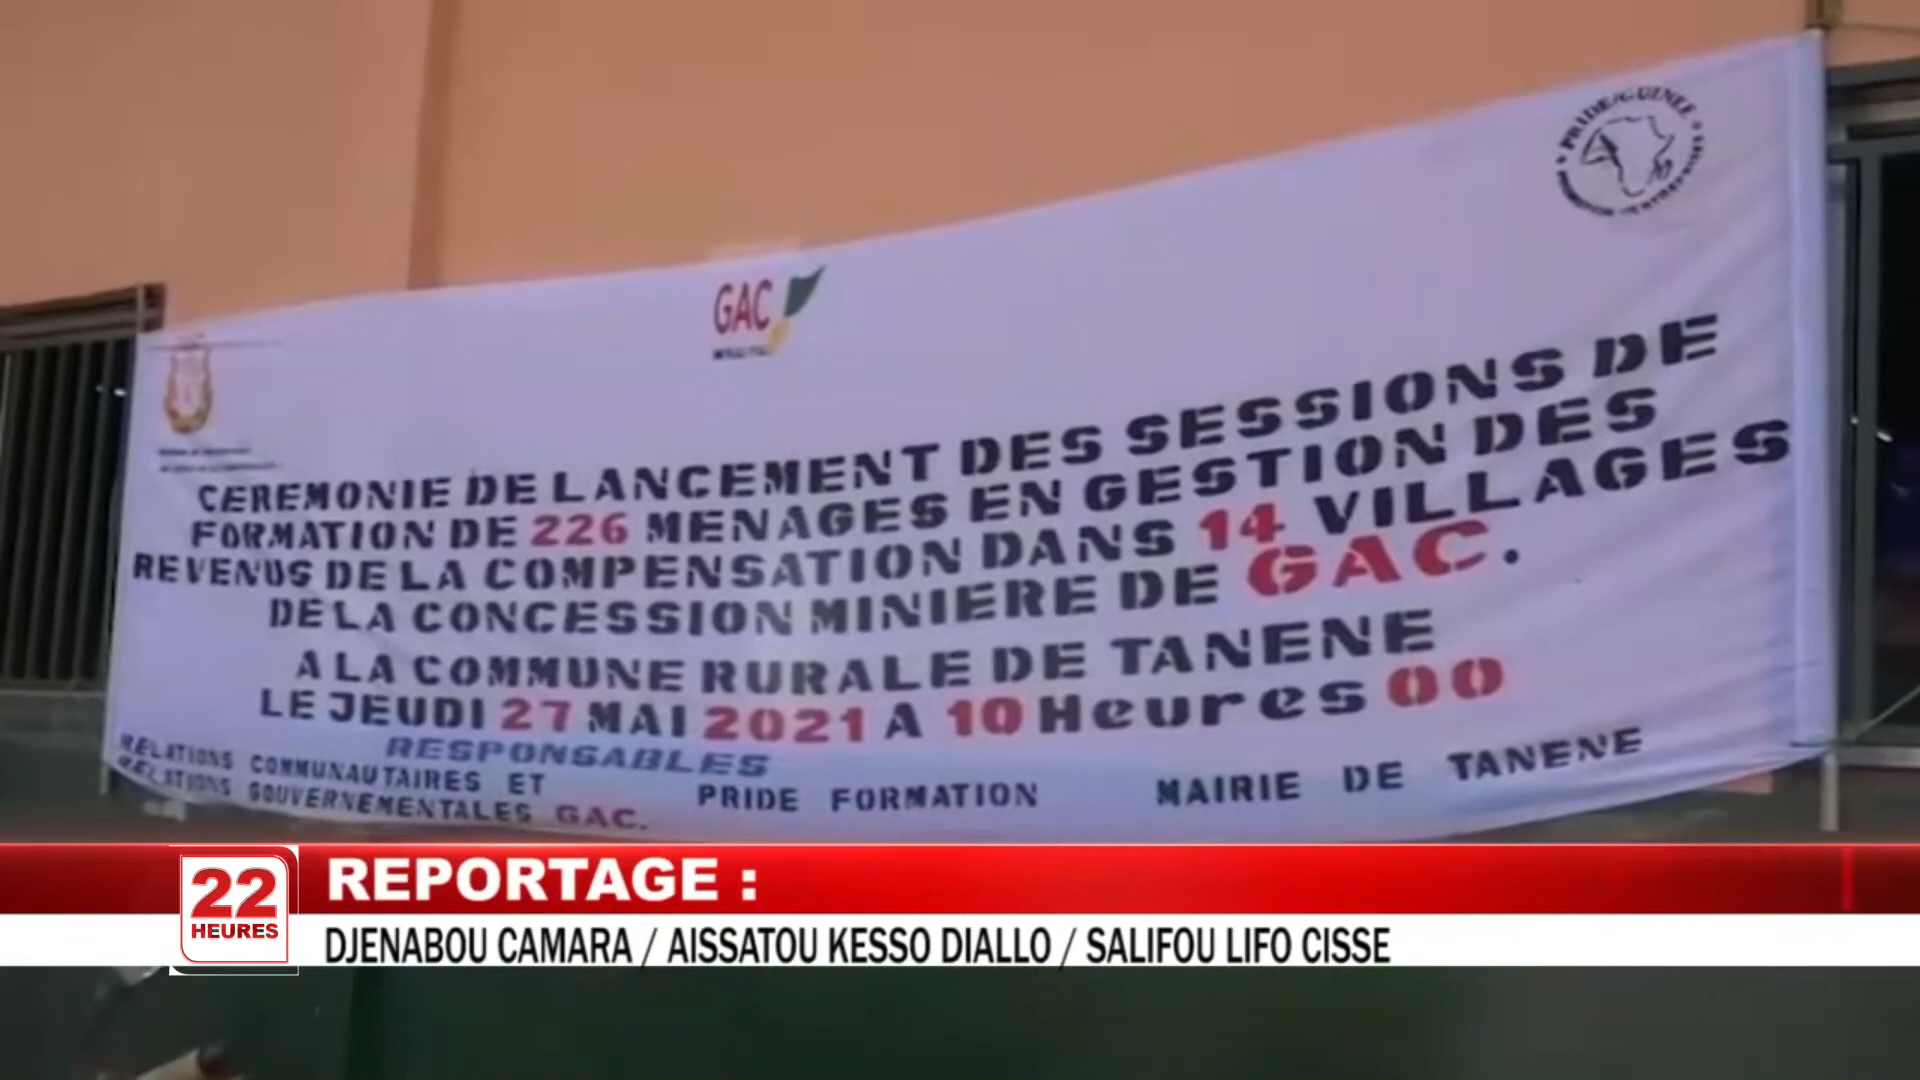 PRIDE/GUINEE
GAC
CEREMONIE DE LANCEMENT DES SESSIONS DE
FORMATION DE 226 MENAGES EN GESTION DES
REVENUS DE LA COMPENSATION DANS 14 VILLAGES
DE LA CONCESSION MINIERE DE GAC.
A LA COMMUNE RURALE DE TANENE
LE JEUDI 27 MAI 2021 A 10 Heures 00
RESPONSABLES
RELATIONS COMMUNAUTAIRES ET
RELATIONS GOUVERNEMENTALES GAC.
PRIDE FORMATION
MAIRIE DE TANENE
22
HEURES
REPORTAGE :
DJENABOU CAMARA / AISSATOU KESSO DIALLO / SALIFOU LIFO CISSE